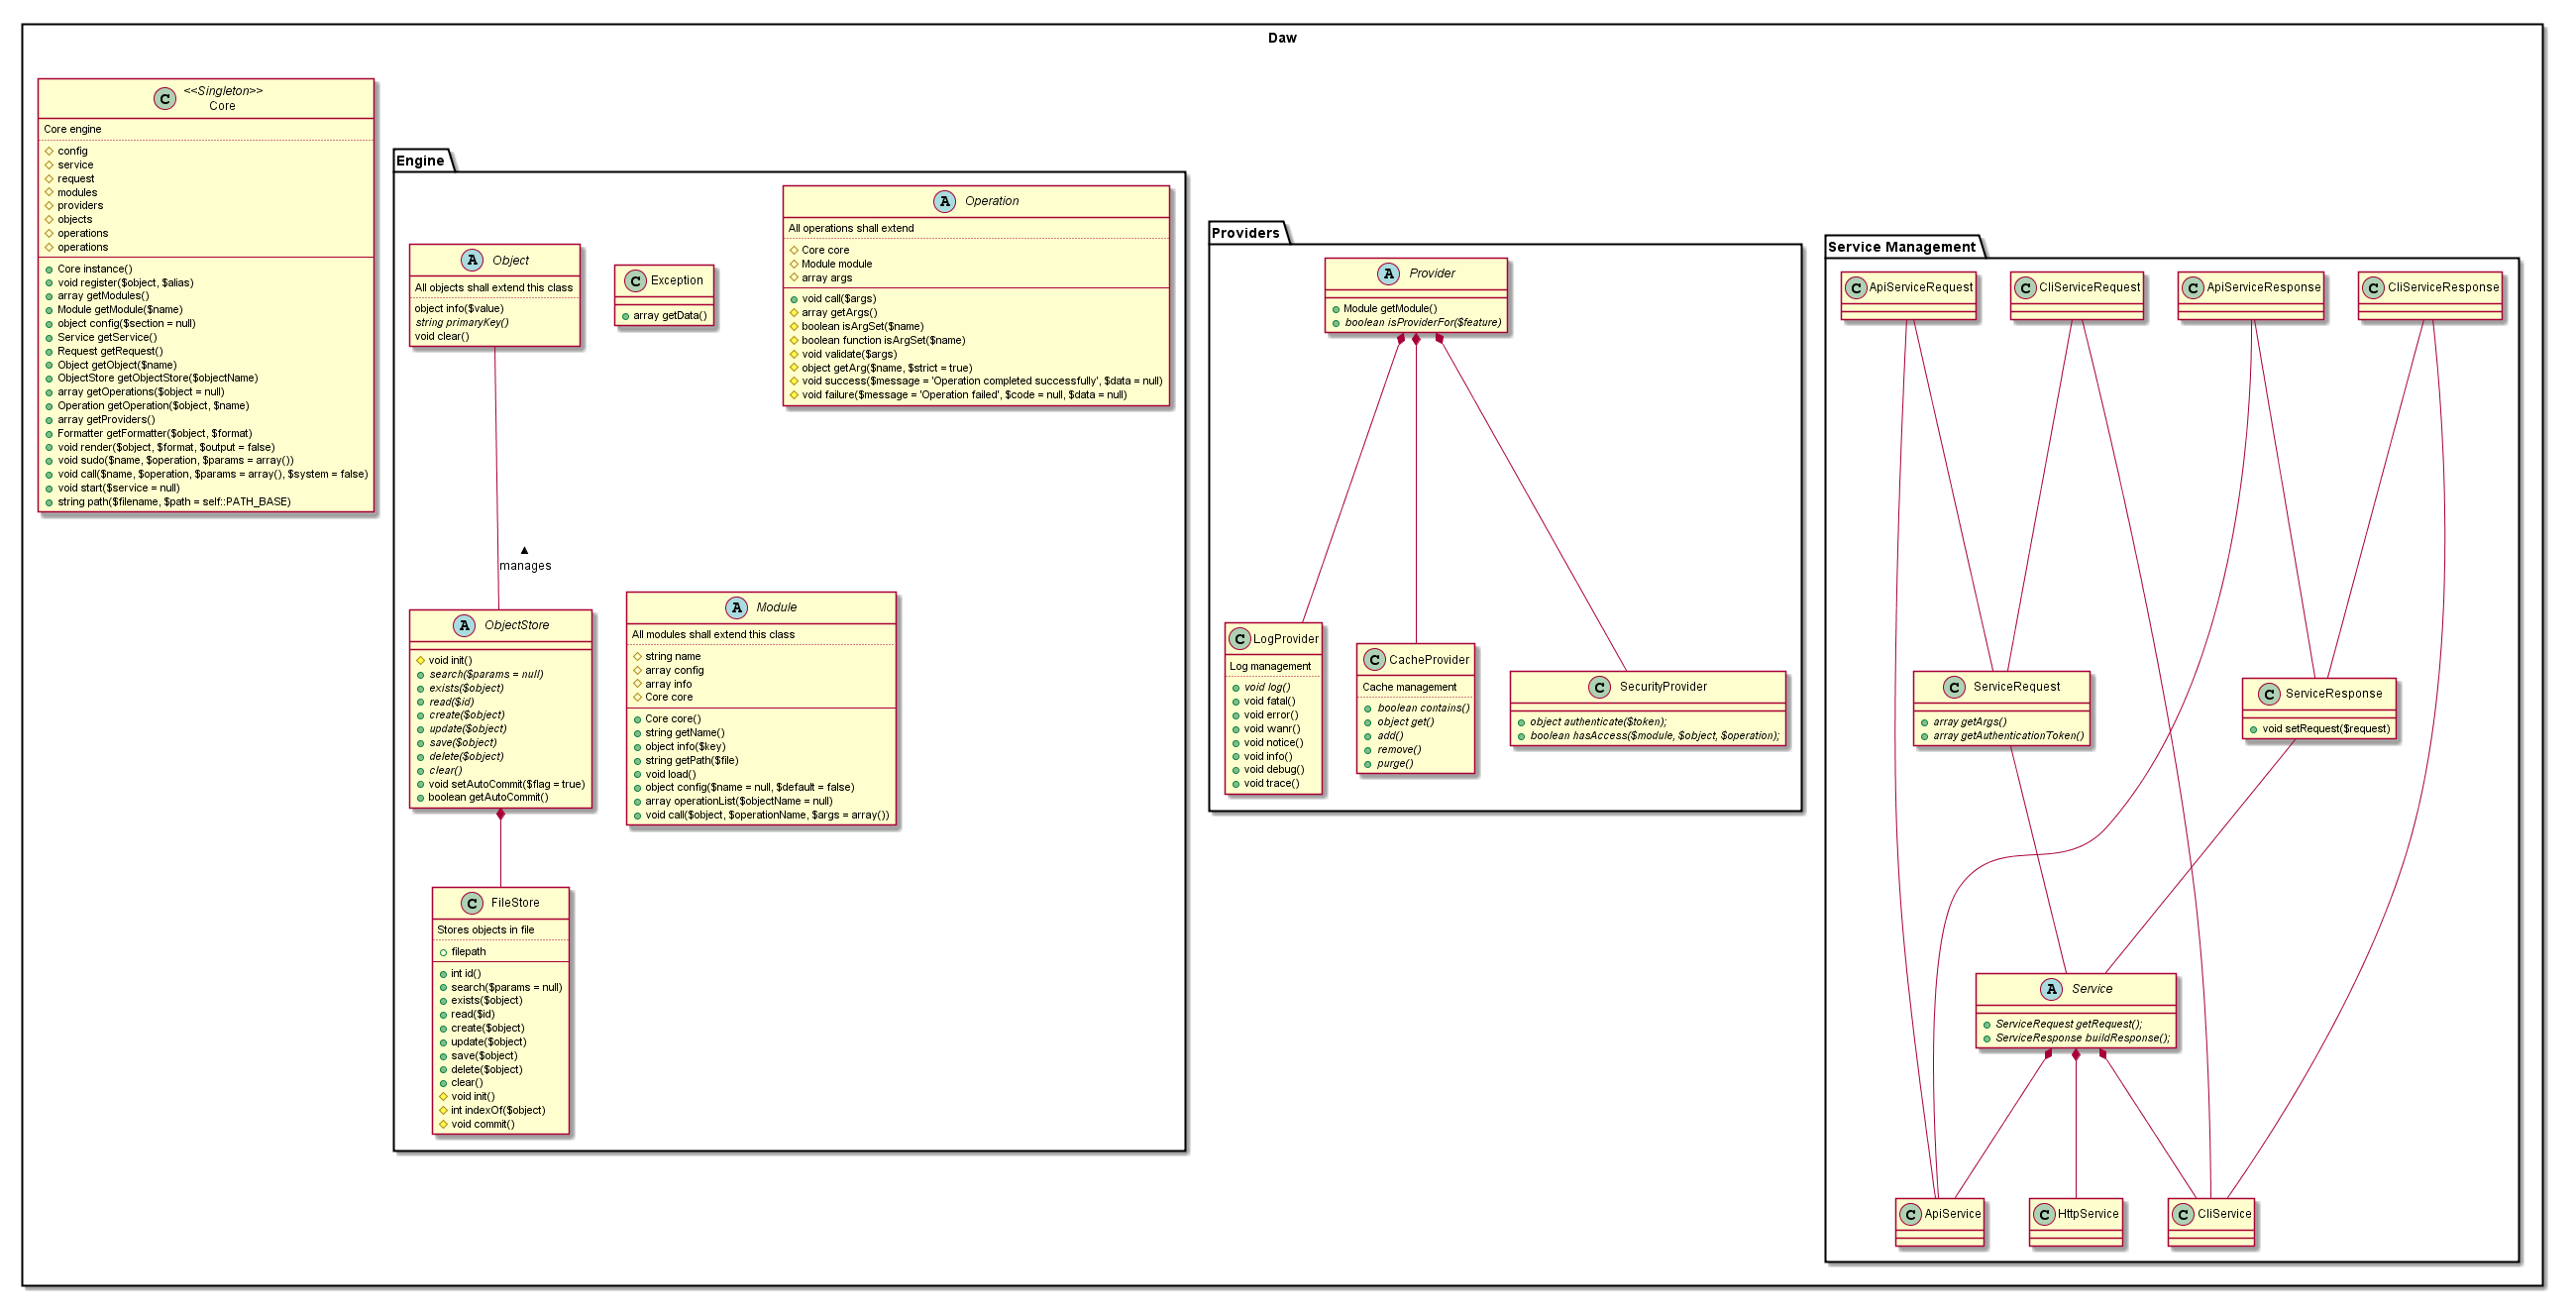 Daw
<<Singleton>>
C Core
Core engine
config
service
request
modules
providers
objects
operations
operations
Core instance()
void register($object, $alias)
array getModules()
Module getModule($name)
object config($section = null)
Service getService()
Request getRequest()
Object getObject($name)
ObjectStore getObjectStore($objectName)
array getOperations($object = null)
Operation getOperation($object, $name)
array getProviders()
Formatter getFormatter($object, $format)
void render($object, $format, $output = false)
void sudo($name, $operation, $params = array())
void call($name, $operation, $params = array(), $system = false)
void start($service = null)
string path($filename, $path = self::PATH_BASE)
Engine
A Object
All objects shall extend this class
object info($value)
string primaryKey()
void clear()
C Exception
array getData()
A Operation
All operations shall extend
Core core
Module module
array args
void call($args)
array getArgs()
boolean isArgSet($name)
boolean function isArgSet($name)
void validate($args)
object getArg($name, $strict = true)
void success($message = 'Operation completed successfully', $data = null)
void failure($message = 'Operation failed', $code = null, $data = null)
manages
A ObjectStore
void init()
search($params = null)
exists($object)
read($id)
create($object)
update($object)
save($object)
delete($object)
clear()
void setAutoCommit($flag = true)
boolean getAutoCommit()
A Module
All modules shall extend this class
string name
array config
array info
Core core
Core core()
string getName()
object info($key)
string getPath($file)
void load()
object config($name = null, $default = false)
array operationList($objectName = null)
void call($object, $operationName, $args = array())
C FileStore
Stores objects in file
filepath
int id()
search($params = null)
exists($object)
read($id)
create($object)
update($object)
save($object)
delete($object)
clear()
void init()
int indexOf($object)
void commit()
Providers
A Provider
Module getModule()
boolean isProviderFor($feature)
C LogProvider
Log management
void log()
void fatal()
void error()
void wanr()
void notice()
void info()
void debug()
void trace()
C CacheProvider
Cache management
boolean contains()
object get()
add()
remove()
purge()
C SecurityProvider
object authenticate($token);
boolean hasAccess($module, $object, $operation);
Service Management
C ApiServiceRequest
C CliServiceRequest
C ApiServiceResponse
C CliServiceResponse
C ServiceRequest
array getArgs()
array getAuthenticationToken()
C ServiceResponse
void setRequest($request)
A Service
ServiceRequest getRequest();
ServiceResponse buildResponse();
C ApiService
C HttpService
C CliService